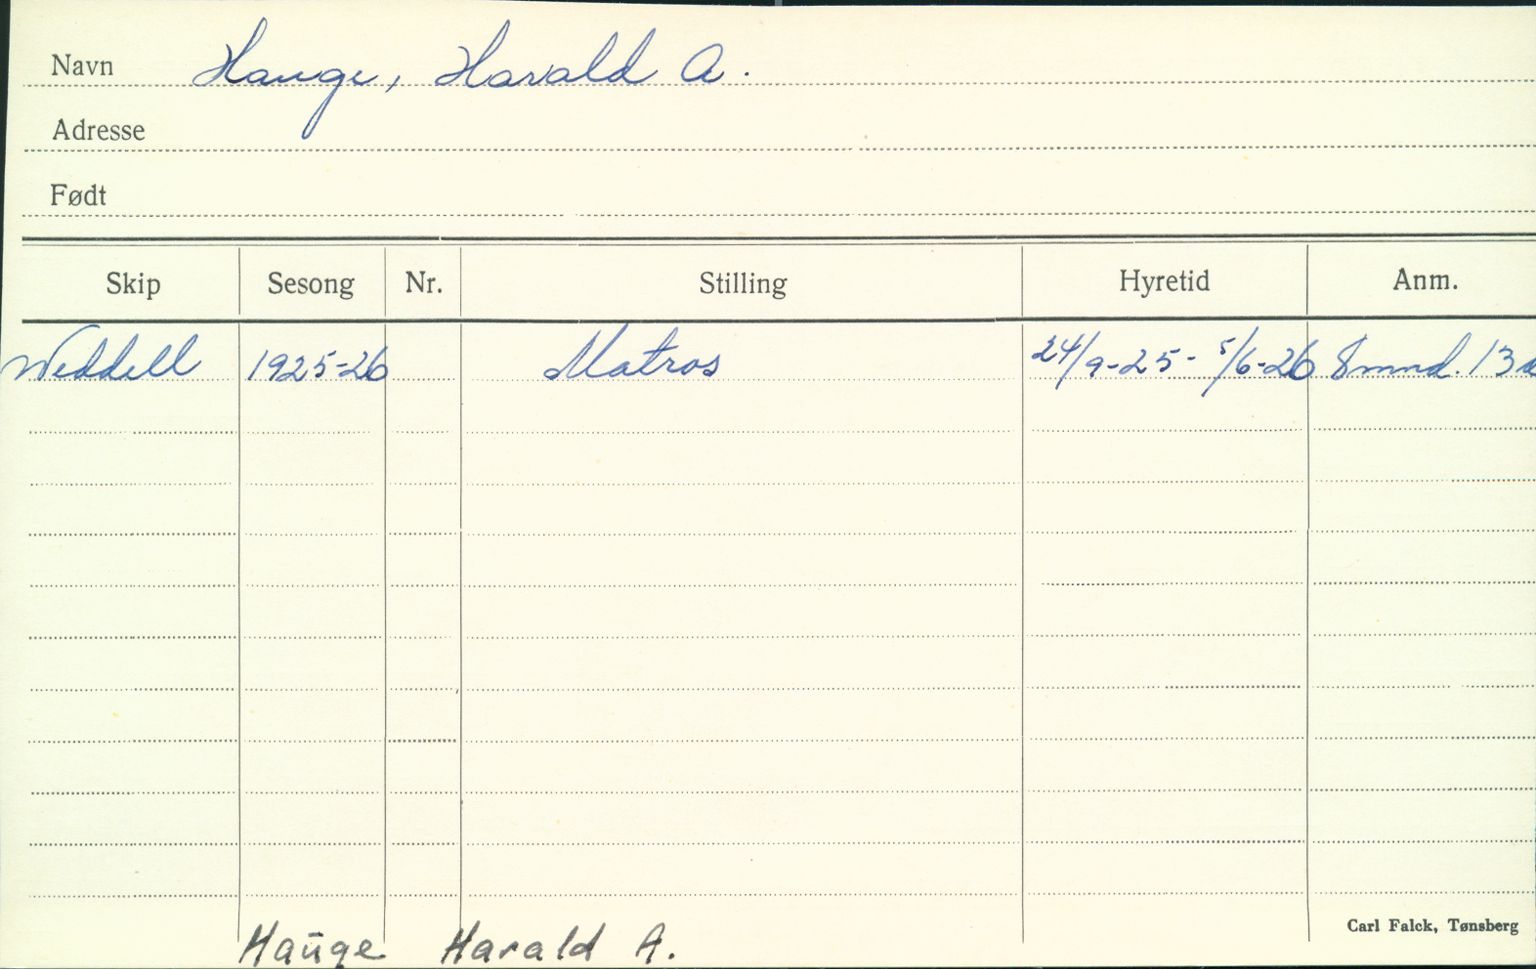 Navn Hauge, Harald A.
Adresse
Født
Skip Sesong Nr. Stilling Hyretid Anm.
Weddell 1925-26 Matros 24/9-25- 5/6-26 8 mnd. 13 d
Carl Falck, Tønsberg
Haūge Harald A.